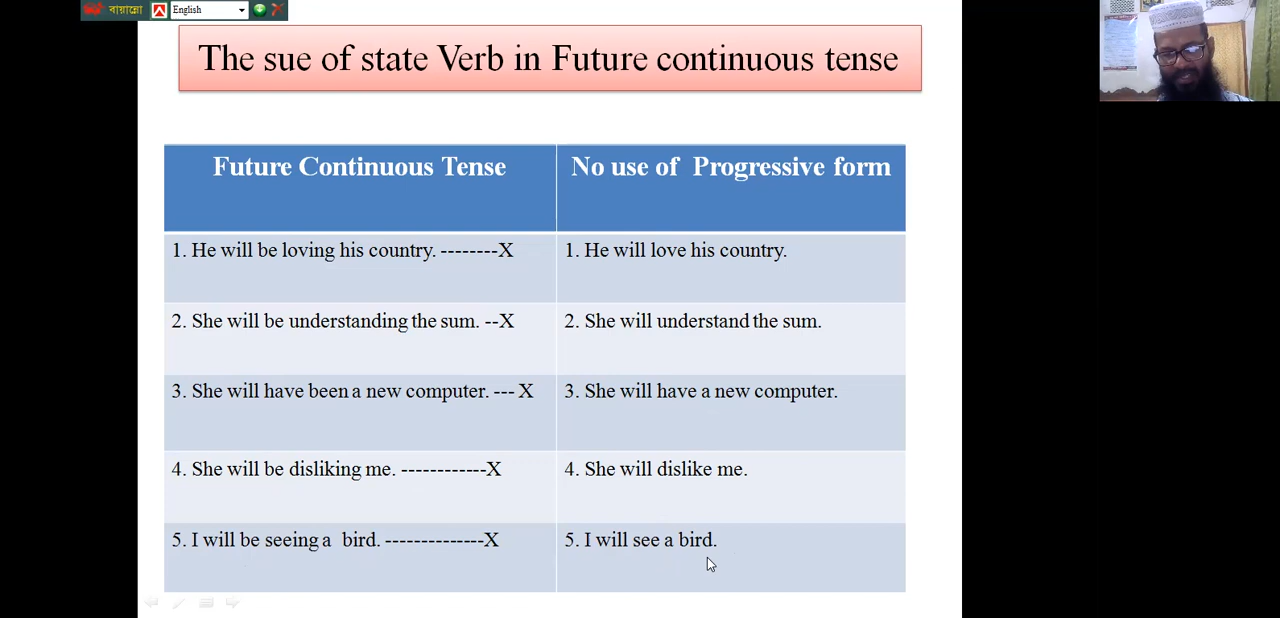 বায়ান্নো English
The sue of state Verb in Future continuous tense
Future Continuous Tense
No use of Progressive form
1. He will be loving his country. --------X
1. He will love his country.
2. She will be understanding the sum. --X
2. She will understand the sum.
3. She will have been a new computer. --- X
3. She will have a new computer.
4. She will be disliking me. ------------X
4. She will dislike me.
5. I will be seeing a bird. --------------X
5. I will see a bird.